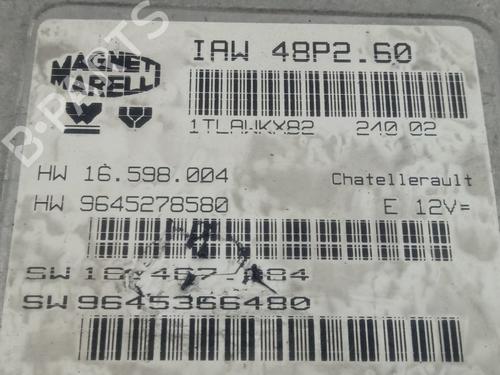 MAGNETI
MARELLI
IAW 48P2.60
1TLAWKX82 240 02
HW 16.598.004 Chatellerault
HW 9645278580 E 12V=
SW 9645366480
B-PARTS